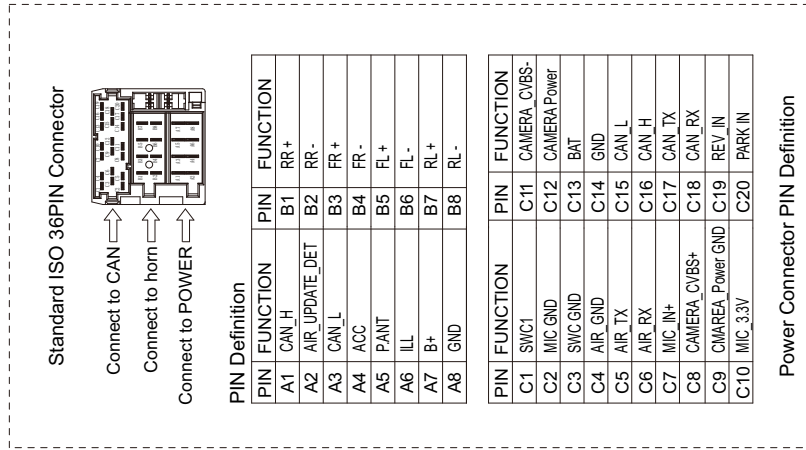 Standard ISO 36PIN Connector
Connect to CAN
Connect to horn
Connect to POWER
PIN Definition
PIN FUNCTION PIN FUNCTION
A1 CAN_H B1 RR +
A2 AIR_UPDATE_DET B2 RR -
A3 CAN_L B3 FR +
A4 ACC B4 FR -
A5 P.ANT B5 FL +
A6 ILL B6 FL -
A7 B+ B7 RL +
A8 GND B8 RL -
PIN FUNCTION PIN FUNCTION
C1 SWC1 C11 CAMERA_CVBS-
C2 MIC GND C12 CAMERA Power
C3 SWC GND C13 BAT
C4 AIR_GND C14 GND
C5 AIR_TX C15 CAN_L
C6 AIR_RX C16 CAN_H
C7 MIC_IN+ C17 CAN_TX
C8 CAMERA_CVBS+ C18 CAN_RX
C9 CMAREA_Power GND C19 REV_IN
C10 MIC_3.3V C20 PARK IN
Power Connector PIN Definition